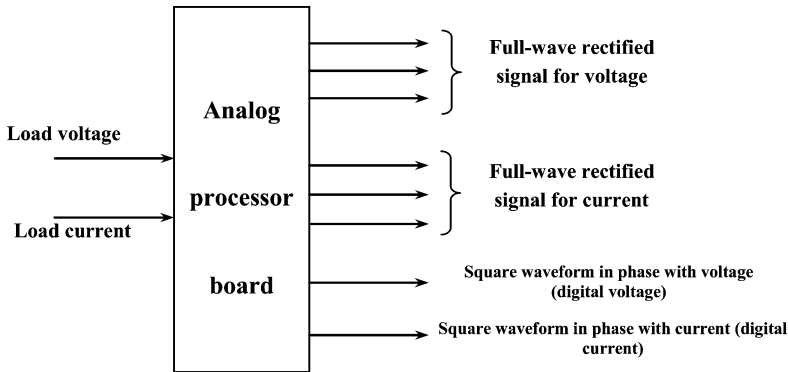 Load voltage
Load current
Analog
processor
board
Full-wave rectified
signal for voltage
Full-wave rectified
signal for current
Square waveform in phase with voltage
(digital voltage)
Square waveform in phase with current (digital
current)